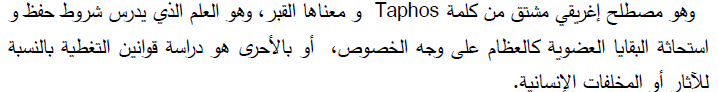 وهو مصطلح إغريقي مشتق من كلمة Taphos و معناها القبر، وهو العلم الذي يدرس شروط حفظ و
استحاثة البقايا العضوية كالعظام على وجه الخصوص، أو بالأحرى هو دراسة قوانين التغطية بالنسبة
للآثار أو المخلفات الإنسانية.